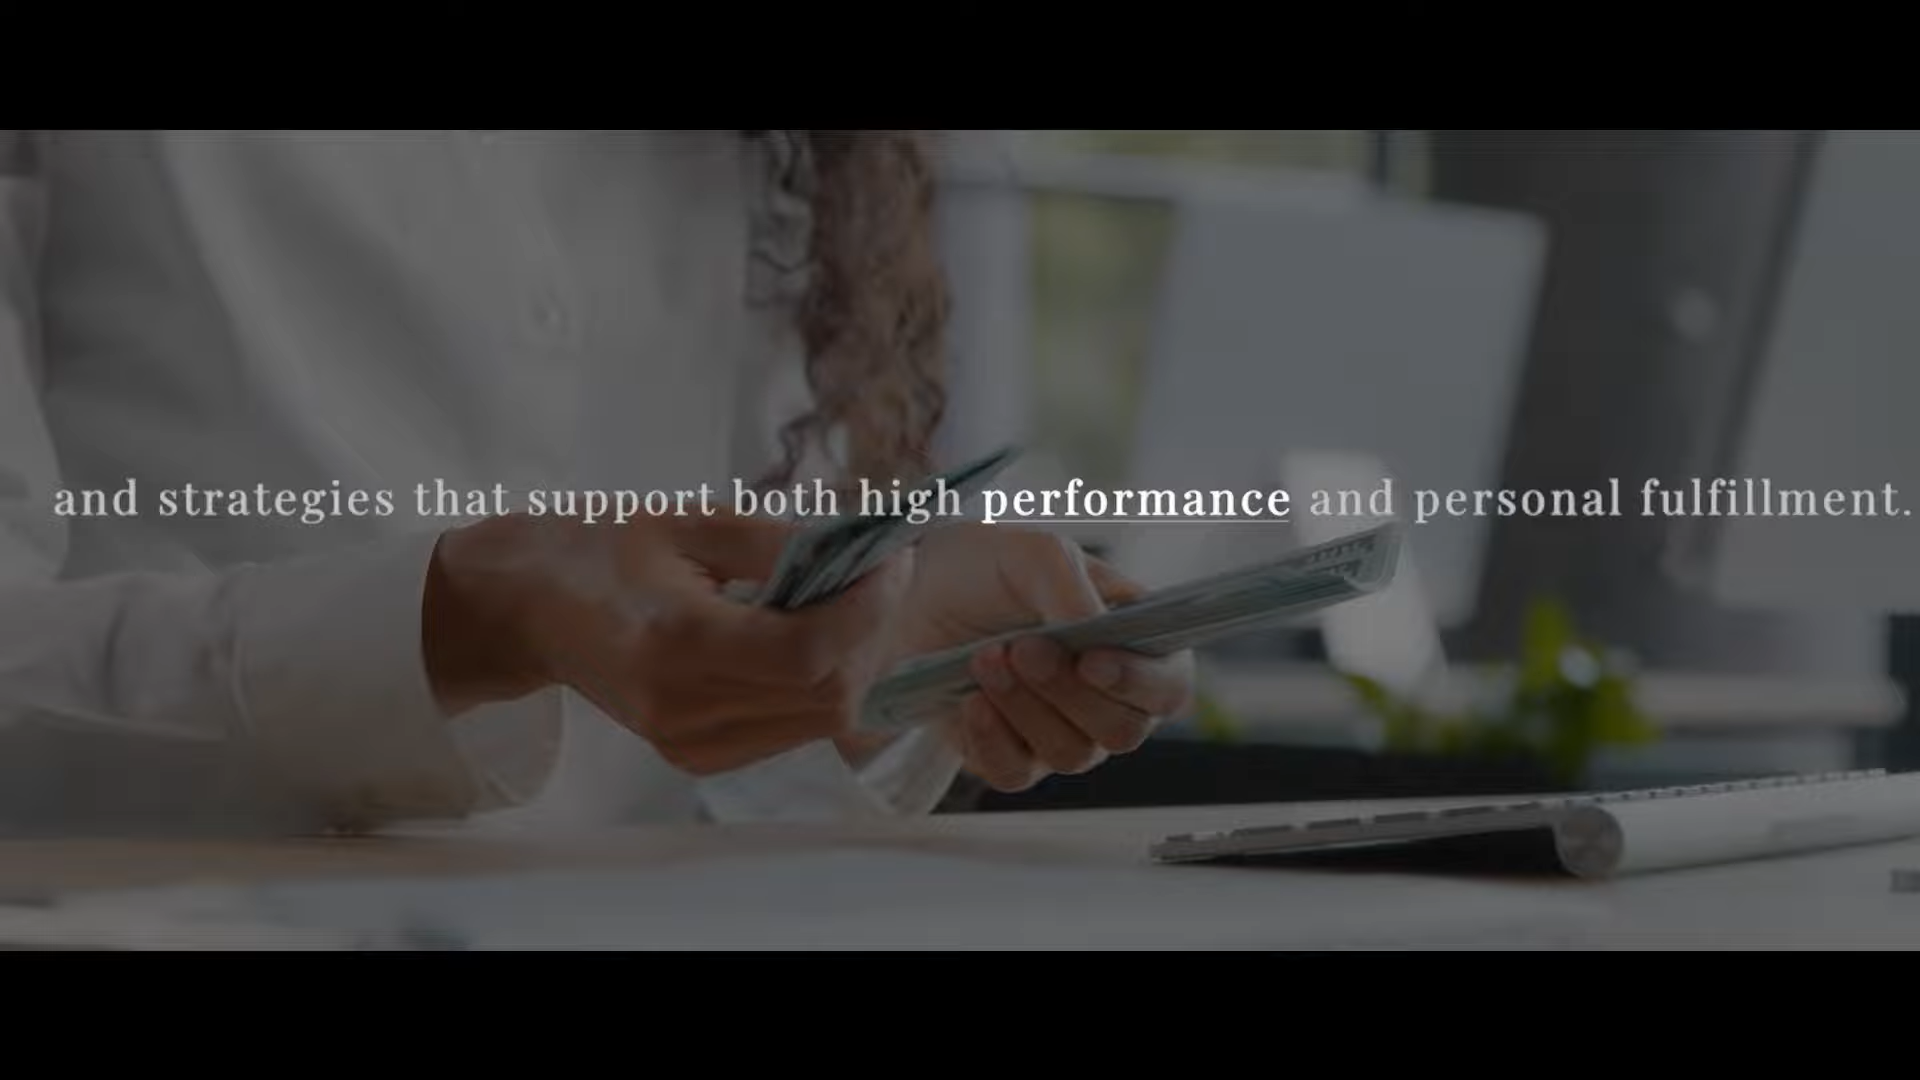 and strategies that support both high performance and personal fulfillment.